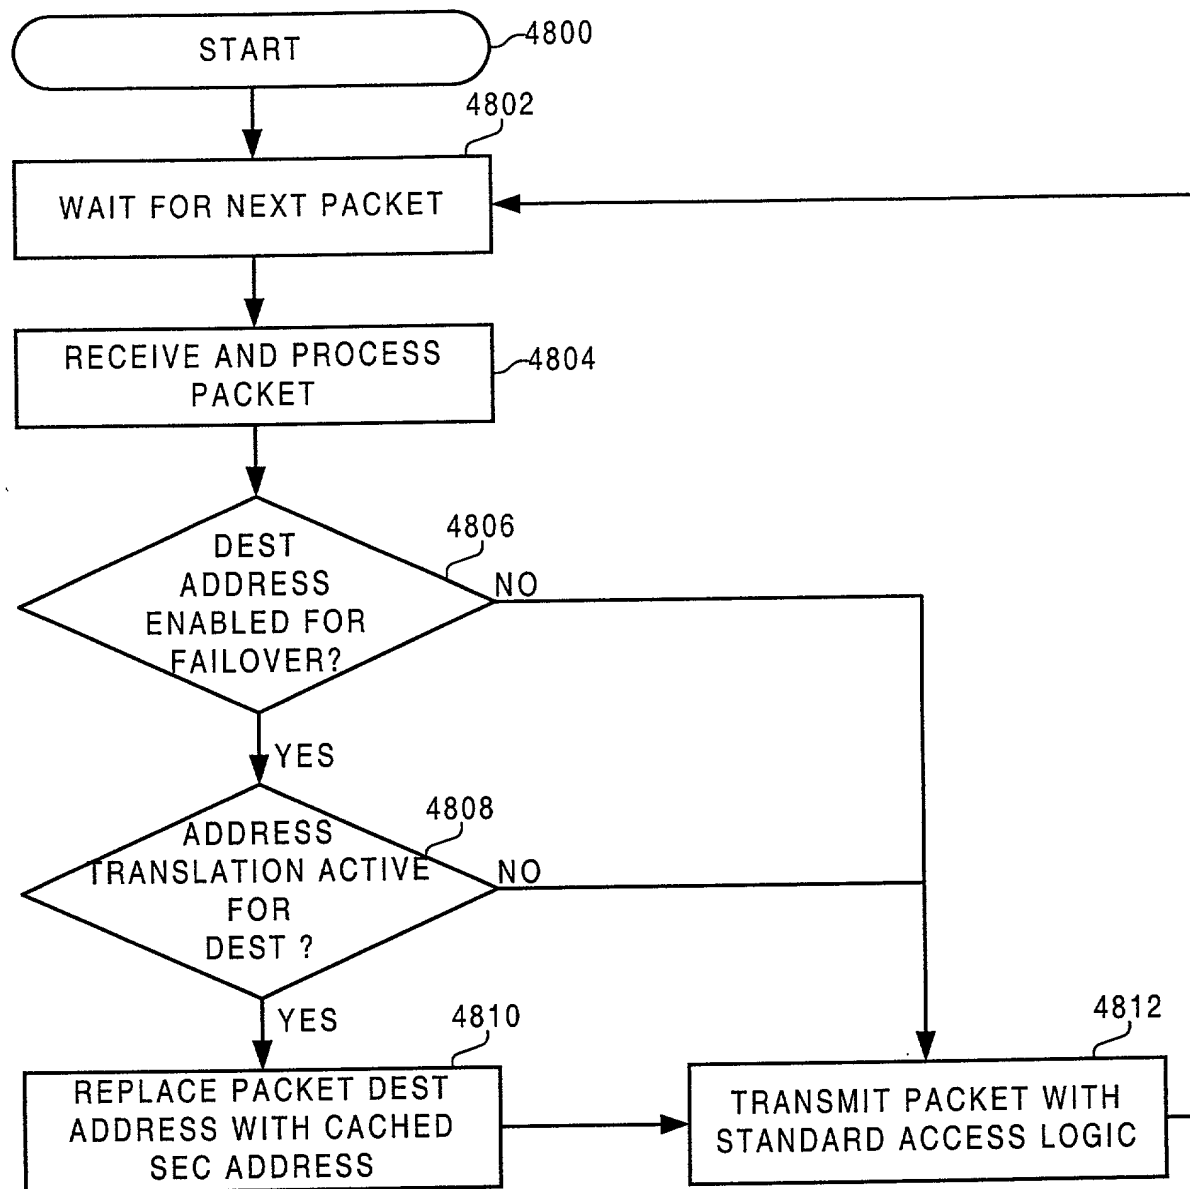 START
4800
4802
WAIT FOR NEXT PACKET
RECEIVE AND PROCESS
PACKET
4804
4806
DEST
ADDRESS
ENABLED FOR
FAILOVER?
NO
YES
4808
ADDRESS
TRANSLATION ACTIVE
FOR
DEST ?
NO
YES
4810
REPLACE PACKET DEST
ADDRESS WITH CACHED
SEC ADDRESS
4812
TRANSMIT PACKET WITH
STANDARD ACCESS LOGIC